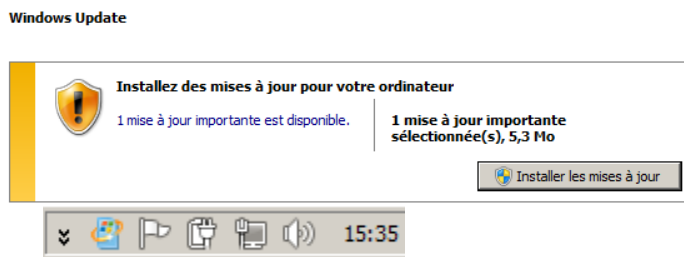 Windows Update
Installez des mises à jour pour votre ordinateur
1 mise à jour importante est disponible.
1 mise à jour importante
sélectionnée(s), 5,3 Mo
Installer les mises à jour
15:35